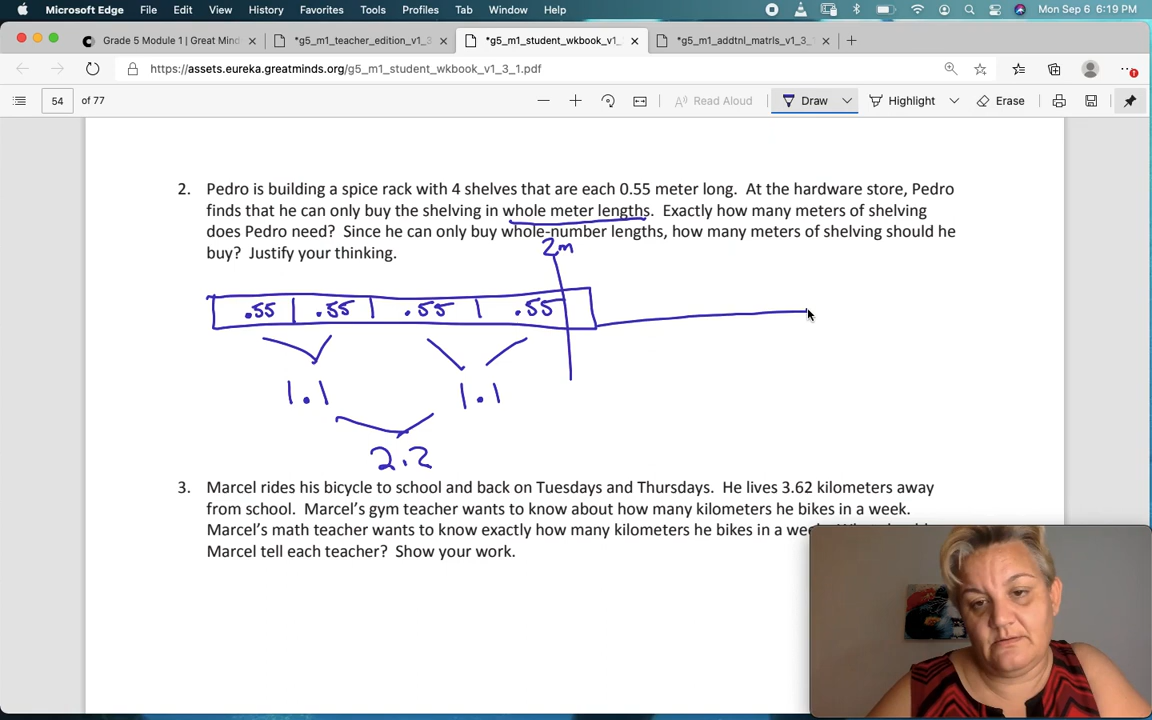 Microsoft Edge File Edit View History Favorites Tools Profiles Tab Window Help Mon Sep 6 6:19 PM
Grade 5 Module 1 | Great Mind *g5_m1_teacher_edition_v1_3 *g5_m1_student_wkbook_v1_ *g5_m1_addtnl_matrls_v1_3_
https://assets.eureka.greatminds.org/g5_m1_student_wkbook_v1_3_1.pdf
54 of 77 Read Aloud Draw Highlight Erase
2. Pedro is building a spice rack with 4 shelves that are each 0.55 meter long. At the hardware store, Pedro
finds that he can only buy the shelving in whole meter lengths. Exactly how many meters of shelving
does Pedro need? Since he can only buy whole-number lengths, how many meters of shelving should he
buy? Justify your thinking.
2m
.55 .55 .55 .55
1.1 1.1
2.2
3. Marcel rides his bicycle to school and back on Tuesdays and Thursdays. He lives 3.62 kilometers away
from school. Marcel's gym teacher wants to know about how many kilometers he bikes in a week.
Marcel's math teacher wants to know exactly how many kilometers he bikes in a
Marcel tell each teacher? Show your work.